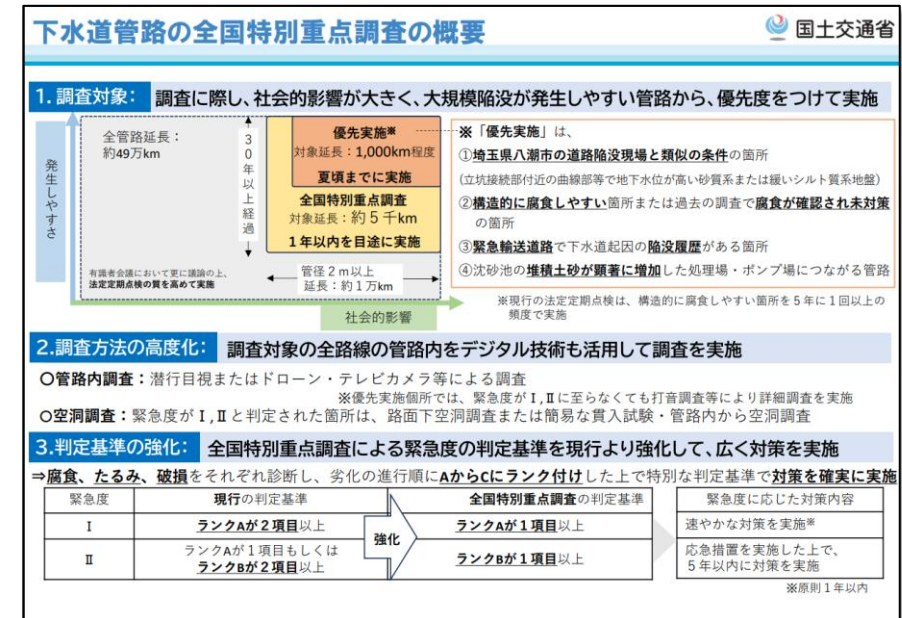 下水道管路の全国特別重点調査の概要
国土交通省
1. 調査対象： 調査に際し、社会的影響が大きく、大規模陥没が発生しやすい管路から、優先度をつけて実施
発生しやすさ
全管路延長：
約49万km
30年以上経過
優先実施※
対象延長：1,000km程度
夏頃までに実施
全国特別重点調査
対象延長：約５千km
１年以内を目途に実施
有識者会議において更に議論の上、
法定定期点検の質を高めて実施
管径２ｍ以上
延長：約１万km
社会的影響
※「優先実施」は、
①埼玉県八潮市の道路陥没現場と類似の条件の箇所
(立坑接続部付近の曲線部等で地下水位が高い砂質系または緩いシルト質系地盤)
②構造的に腐食しやすい箇所または過去の調査で腐食が確認され未対策
の箇所
③緊急輸送道路で下水道起因の陥没履歴がある箇所
④沈砂池の堆積土砂が顕著に増加した処理場・ポンプ場につながる管路
※現行の法定定期点検は、構造的に腐食しやすい箇所を５年に１回以上の
頻度で実施
2.調査方法の高度化： 調査対象の全路線の管路内をデジタル技術も活用して調査を実施
〇管路内調査：潜行目視またはドローン・テレビカメラ等による調査
※優先実施個所では、緊急度がⅠ,Ⅱに至らなくても打音調査等により詳細調査を実施
〇空洞調査：緊急度がⅠ,Ⅱと判定された箇所は、路面下空洞調査または簡易な貫入試験・管路内から空洞調査
3.判定基準の強化： 全国特別重点調査による緊急度の判定基準を現行より強化して、広く対策を実施
⇒腐食、たるみ、破損をそれぞれ診断し、劣化の進行順にAからCにランク付けした上で特別な判定基準で対策を確実に実施
緊急度 現行の判定基準 全国特別重点調査の判定基準 緊急度に応じた対策内容
Ⅰ ランクAが２項目以上 ランクAが１項目以上 速やかな対策を実施※
強化
Ⅱ ランクAが１項目もしくは
ランクBが２項目以上 ランクBが１項目以上 応急措置を実施した上で、
５年以内に対策を実施
※原則１年以内